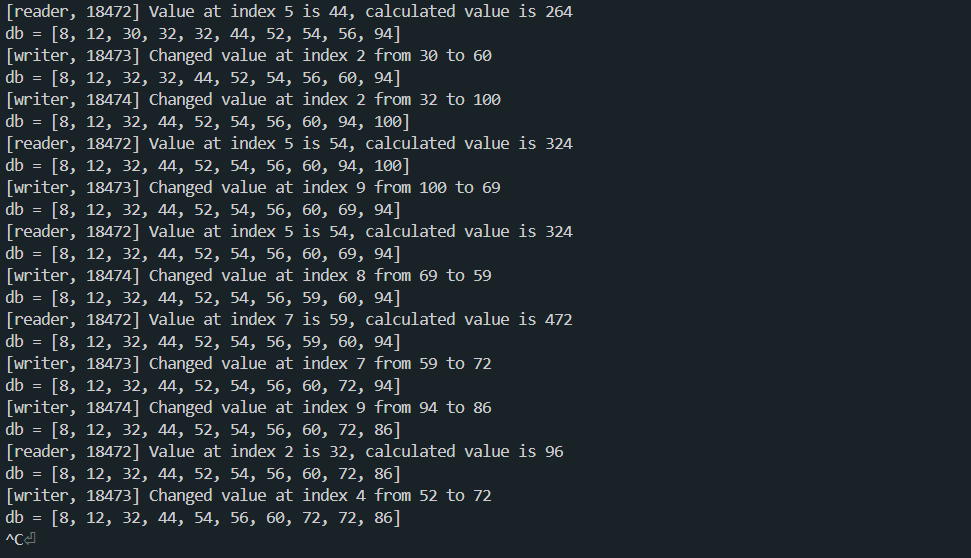 [reader, 18472] Value at index 5 is 44, calculated value is 264
db = [8, 12, 30, 32, 32, 44, 52, 54, 56, 94]
[writer, 18473] Changed value at index 2 from 30 to 60
db = [8, 12, 32, 32, 44, 52, 54, 56, 60, 94]
[writer, 18474] Changed value at index 2 from 32 to 100
db = [8, 12, 32, 44, 52, 54, 56, 60, 94, 100]
[reader, 18472] Value at index 5 is 54, calculated value is 324
db = [8, 12, 32, 44, 52, 54, 56, 60, 94, 100]
[writer, 18473] Changed value at index 9 from 100 to 69
db = [8, 12, 32, 44, 52, 54, 56, 60, 69, 94]
[reader, 18472] Value at index 5 is 54, calculated value is 324
db = [8, 12, 32, 44, 52, 54, 56, 60, 69, 94]
[writer, 18474] Changed value at index 8 from 69 to 59
db = [8, 12, 32, 44, 52, 54, 56, 59, 60, 94]
[reader, 18472] Value at index 7 is 59, calculated value is 472
db = [8, 12, 32, 44, 52, 54, 56, 59, 60, 94]
[writer, 18473] Changed value at index 7 from 59 to 72
db = [8, 12, 32, 44, 52, 54, 56, 60, 72, 94]
[writer, 18474] Changed value at index 9 from 94 to 86
db = [8, 12, 32, 44, 52, 54, 56, 60, 72, 86]
[reader, 18472] Value at index 2 is 32, calculated value is 96
db = [8, 12, 32, 44, 52, 54, 56, 60, 72, 86]
[writer, 18473] Changed value at index 4 from 52 to 72
db = [8, 12, 32, 44, 54, 56, 60, 72, 72, 86]
^C⏎